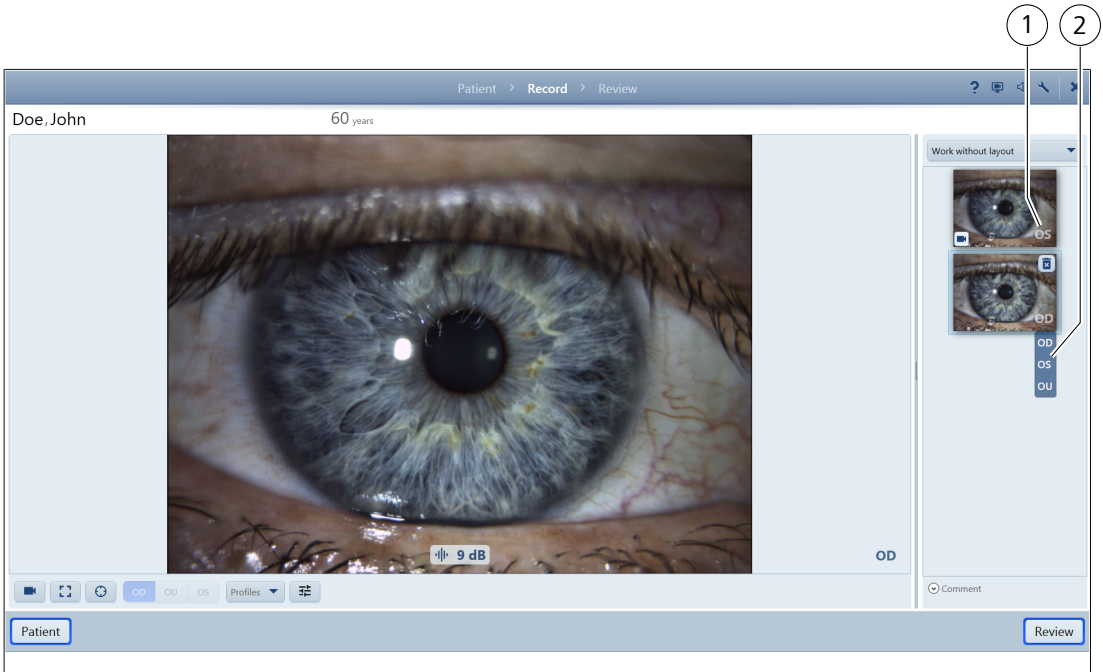 1 2
Patient > Record > Review ?
Doe, John 60 years
Work without layout
OS
OD
OD
OS
OU
9 dB
OD
OD OU OS Profiles
Comment
Patient Review